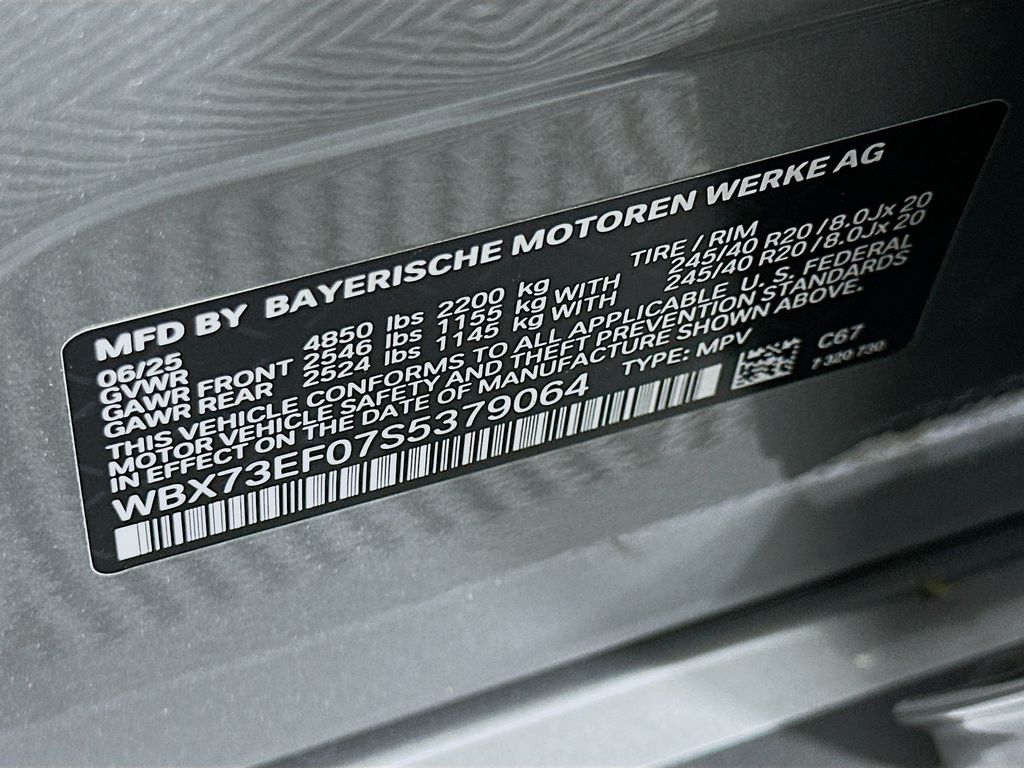 MFD BY BAYERISCHE MOTOREN WERKE AG
06/25 TIRE / RIM
GVWR 4850 lbs 2200 kg
GAWR FRONT 2546 lbs 1155 kg WITH 245/40 R20 / 8.0Jx 20
GAWR REAR 2524 lbs 1145 kg WITH 245/40 R20 / 8.0Jx 20
THIS VEHICLE CONFORMS TO ALL APPLICABLE U. S. FEDERAL
MOTOR VEHICLE SAFETY AND THEFT PREVENTION STANDARDS
IN EFFECT ON THE DATE OF MANUFACTURE SHOWN ABOVE.
WBX73EF07S5379064 TYPE: MPV
C67
7 320 730